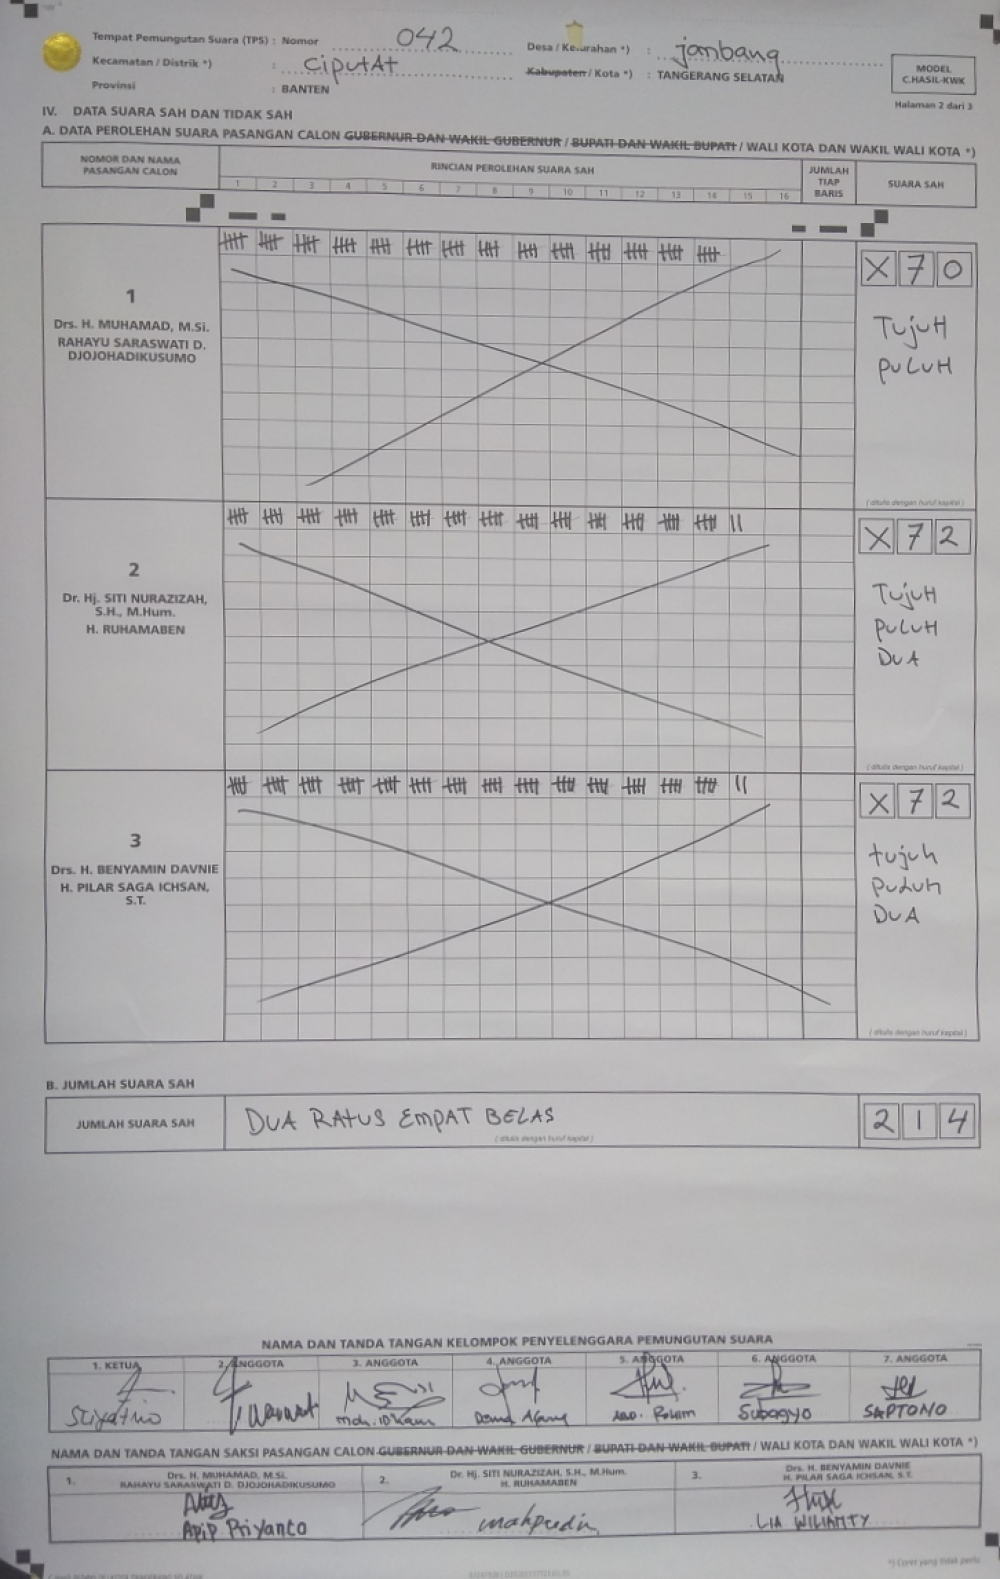 Tempat Pemungutan Suara (TPS) : Nomor 042 Desa / Kelurahan *) : jombang
Kecamatan / Distrik *) : CiputAt Kabupaten / Kota *) : TANGERANG SELATAN
Provinsi : BANTEN
MODEL
C.HASIL-KWK
Halaman 2 dari 3
IV. DATA SUARA SAH DAN TIDAK SAH
A. DATA PEROLEHAN SUARA PASANGAN CALON GUBERNUR DAN WAKIL GUBERNUR / BUPATI DAN WAKIL BUPATI / WALI KOTA DAN WAKIL WALI KOTA *)
NOMOR DAN NAMA PASANGAN CALON
RINCIAN PEROLEHAN SUARA SAH
1 2 3 4 5 6 7 8 9 10 11 12 13 14 15 16
JUMLAH TIAP BARIS
SUARA SAH
1
Drs. H. MUHAMAD, M.Si.
RAHAYU SARASWATI D.
DJOJOHADIKUSUMO
X 7 0
TUjuH
PULUH
( ditulis dengan huruf kapital )
2
Dr. Hj. SITI NURAZIZAH,
S.H., M.Hum.
H. RUHAMABEN
X 7 2
TUjuH
PULUH
DUA
( ditulis dengan huruf kapital )
3
Drs. H. BENYAMIN DAVNIE
H. PILAR SAGA ICHSAN,
S.T.
X 7 2
tujuh
PULUH
DUA
( ditulis dengan huruf kapital )
B. JUMLAH SUARA SAH
JUMLAH SUARA SAH
DUA RATUS EMPAT BELAS
( ditulis dengan huruf kapital )
2 1 4
NAMA DAN TANDA TANGAN KELOMPOK PENYELENGGARA PEMUNGUTAN SUARA
1. KETUA 2. ANGGOTA 3. ANGGOTA 4. ANGGOTA 5. ANGGOTA 6. ANGGOTA 7. ANGGOTA
Subagyo SAPTONO
NAMA DAN TANDA TANGAN SAKSI PASANGAN CALON GUBERNUR DAN WAKIL GUBERNUR / BUPATI DAN WAKIL BUPATI / WALI KOTA DAN WAKIL WALI KOTA *)
1. Drs. H. MUHAMAD, M.Si.
RAHAYU SARASWATI D. DJOJOHADIKUSUMO
2. Dr. Hj. SITI NURAZIZAH, S.H., M.Hum.
H. RUHAMABEN
3. Drs. H. BENYAMIN DAVNIE
H. PILAR SAGA ICHSAN, S.T.
Apip Priyanto
LIA WILIANTY
*) Coret yang tidak perlu